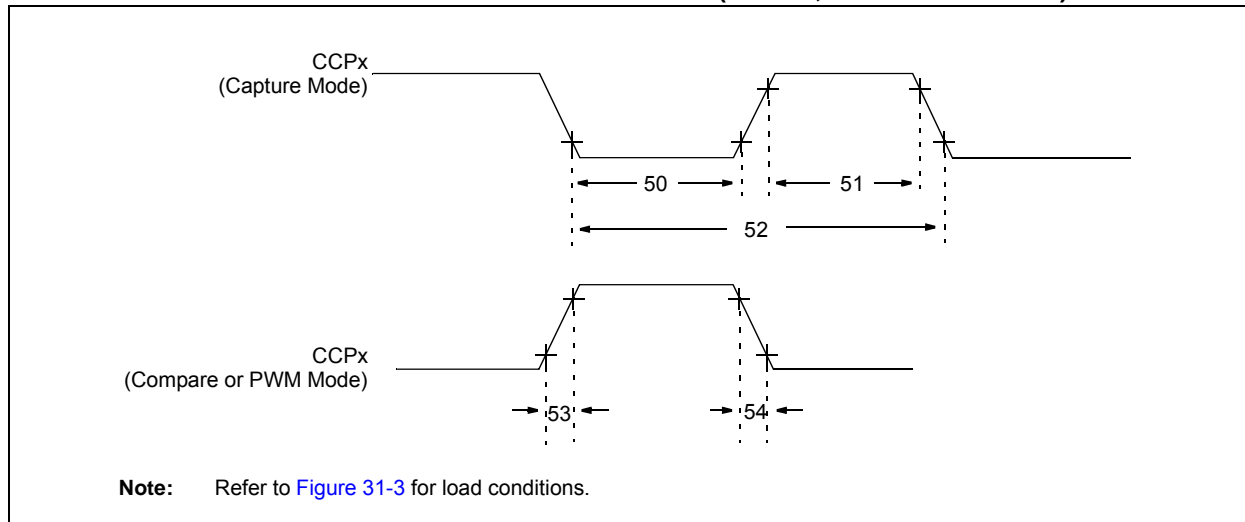 CCPx
(Capture Mode)
50
51
52
CCPx
(Compare or PWM Mode)
53
54
Note: Refer to Figure 31-3 for load conditions.